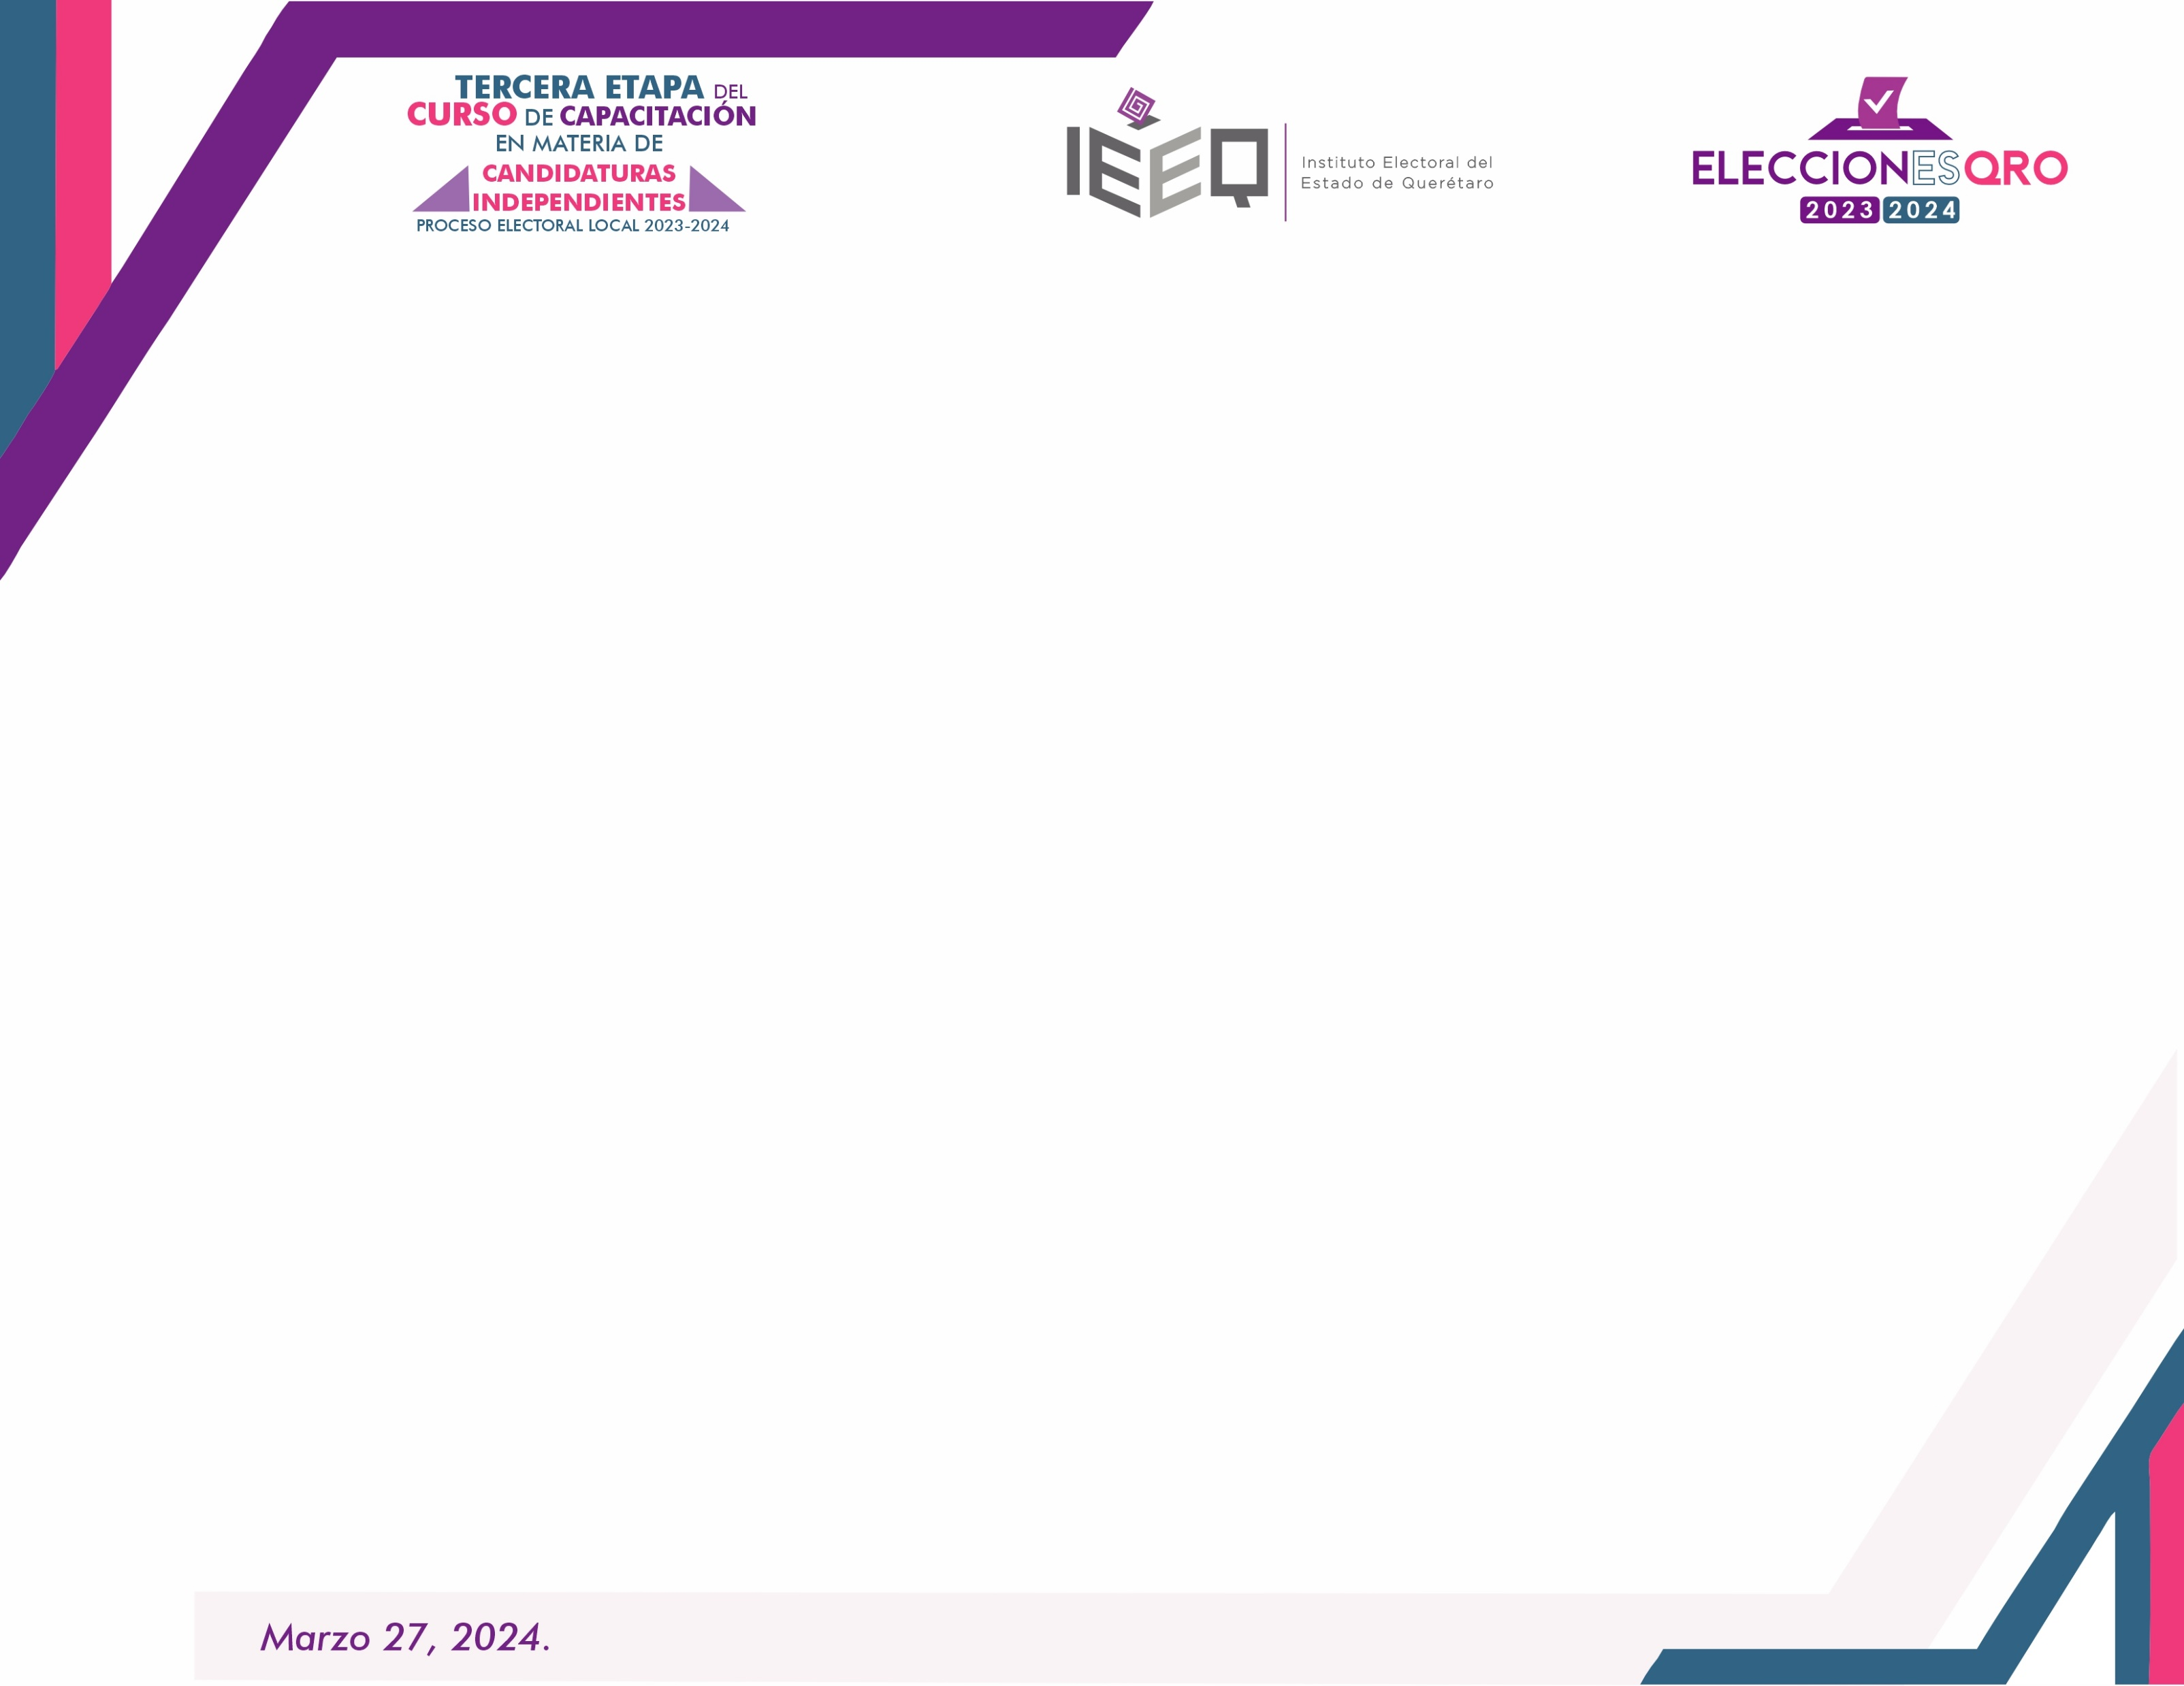 TERCERA ETAPA DEL
CURSO DE CAPACITACIÓN
EN MATERIA DE
CANDIDATURAS
INDEPENDIENTES
PROCESO ELECTORAL LOCAL 2023-2024
IEEQ
Instituto Electoral del
Estado de Querétaro
ELECCIONESQRO
2023 2024
Marzo 27, 2024.